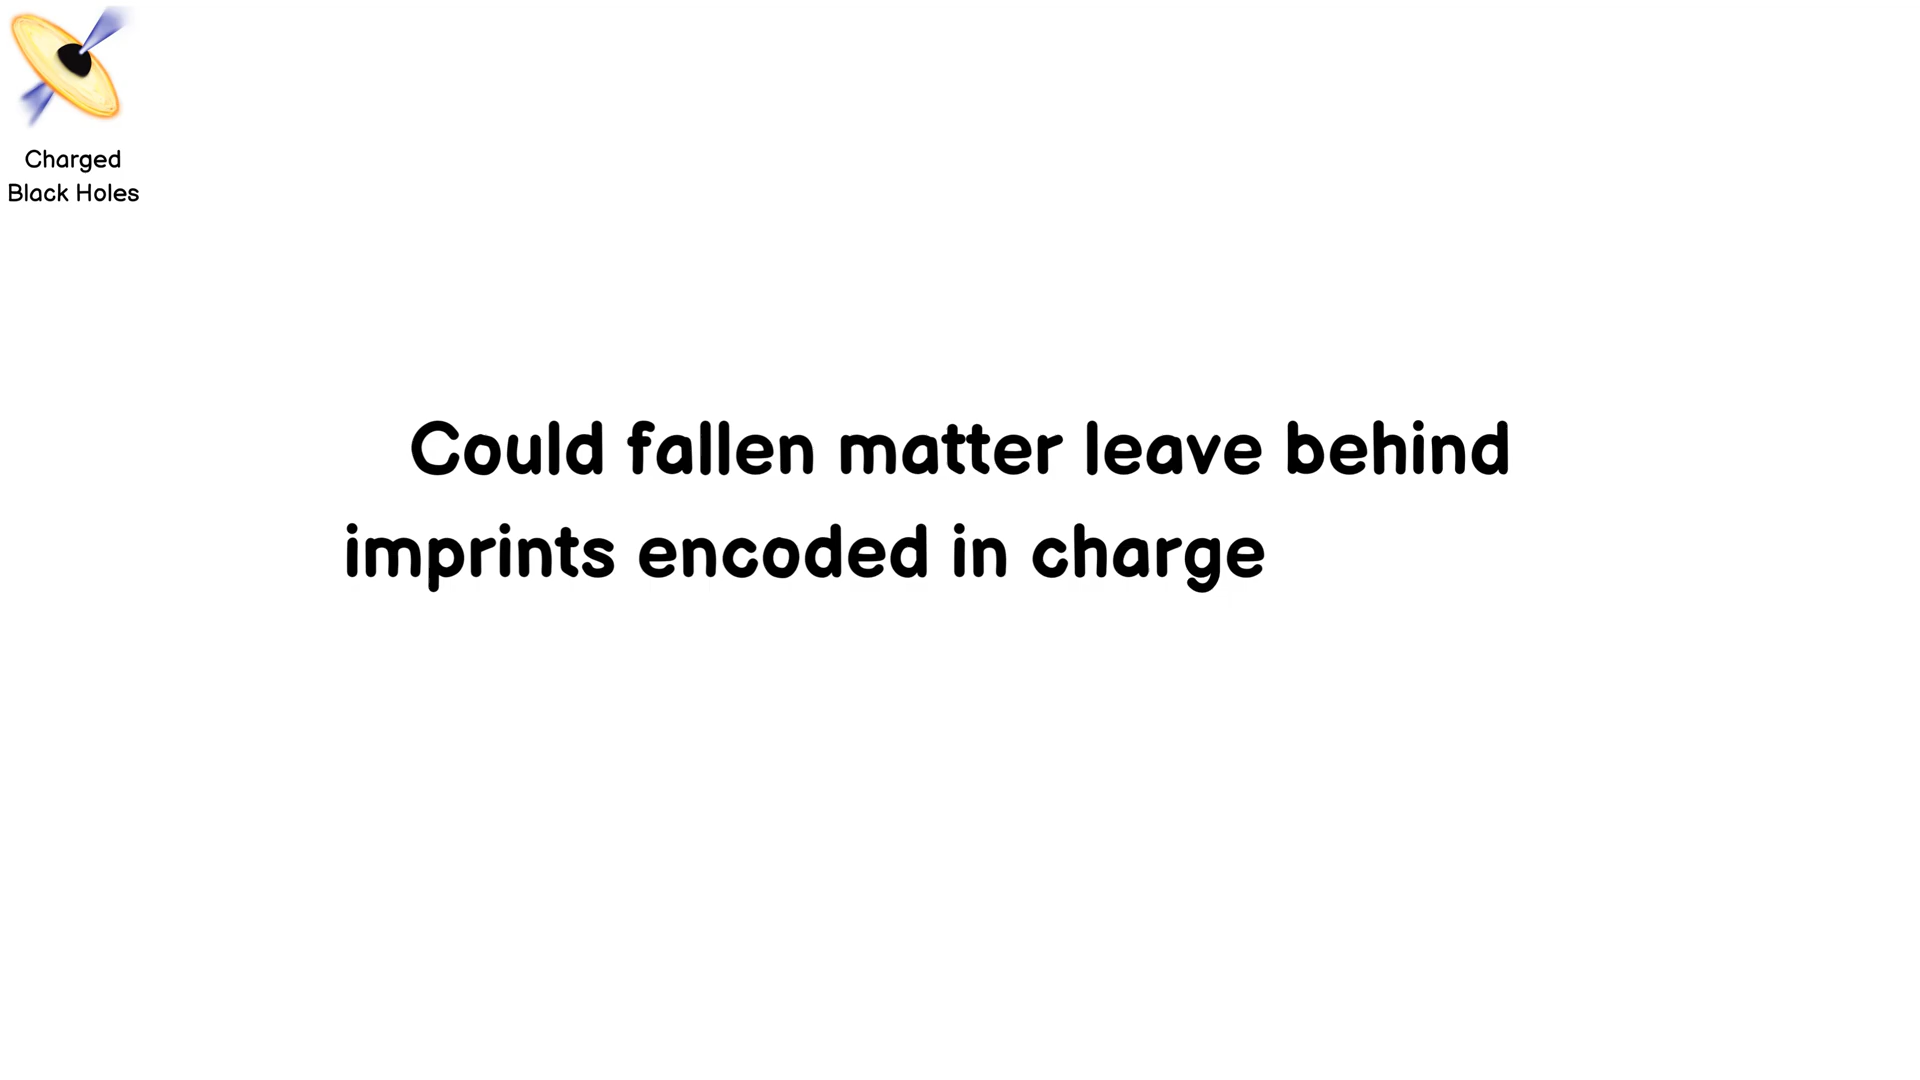 Charged
Black Holes
Could fallen matter leave behind
imprints encoded in charge